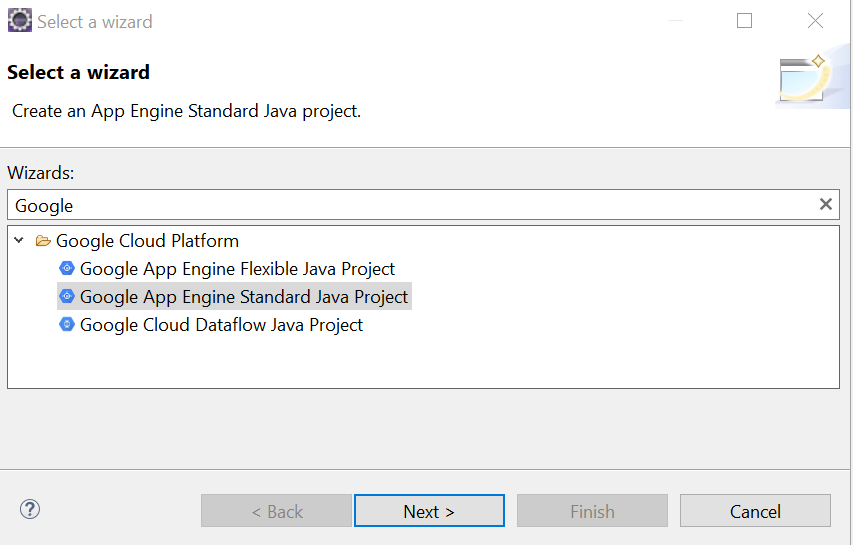 Select a wizard
Select a wizard
Create an App Engine Standard Java project.
Wizards:
Google
Google Cloud Platform
Google App Engine Flexible Java Project
Google App Engine Standard Java Project
Google Cloud Dataflow Java Project
< Back Next > Finish Cancel